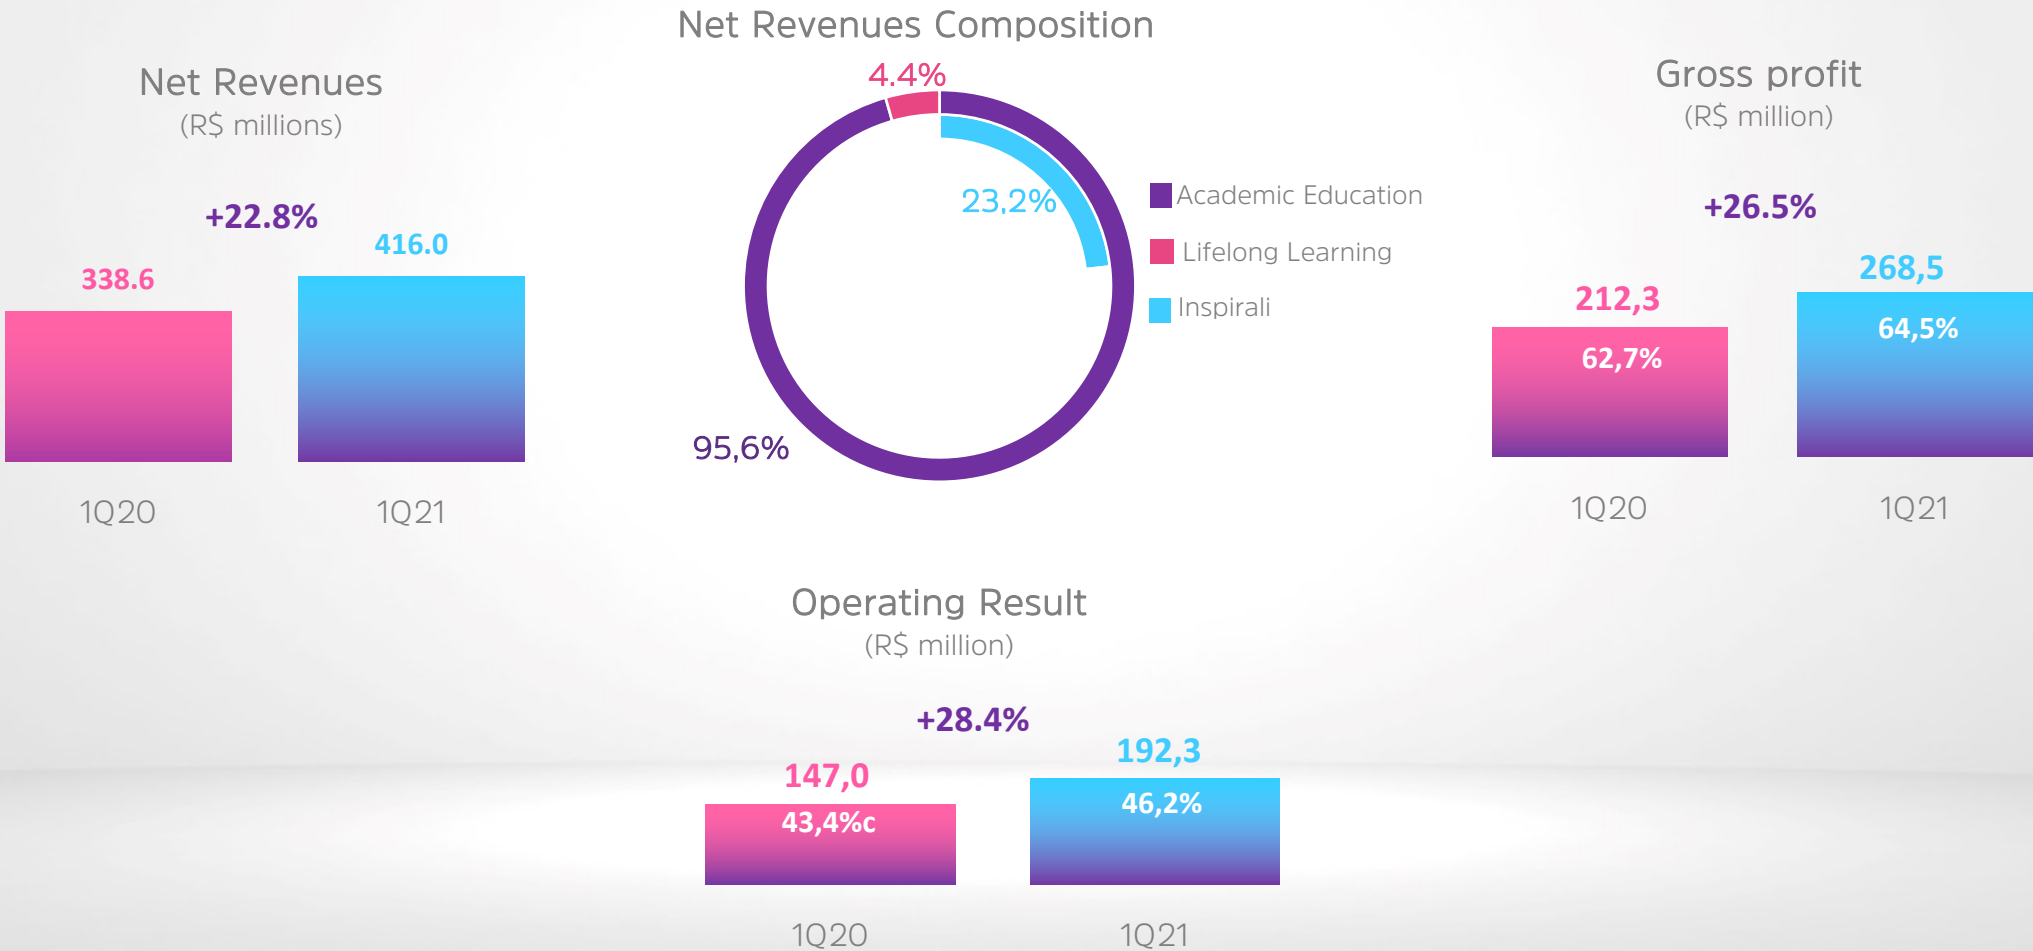 Net Revenues
(R$ millions)
+22.8%
338.6
416.0
1Q20
1Q21
Net Revenues Composition
4.4%
23,2%
95,6%
Academic Education
Lifelong Learning
Inspirali
Gross profit
(R$ million)
+26.5%
212,3
268,5
62,7%
64,5%
1Q20
1Q21
Operating Result
(R$ million)
+28.4%
147,0
192,3
43,4%c
46,2%
1Q20
1Q21